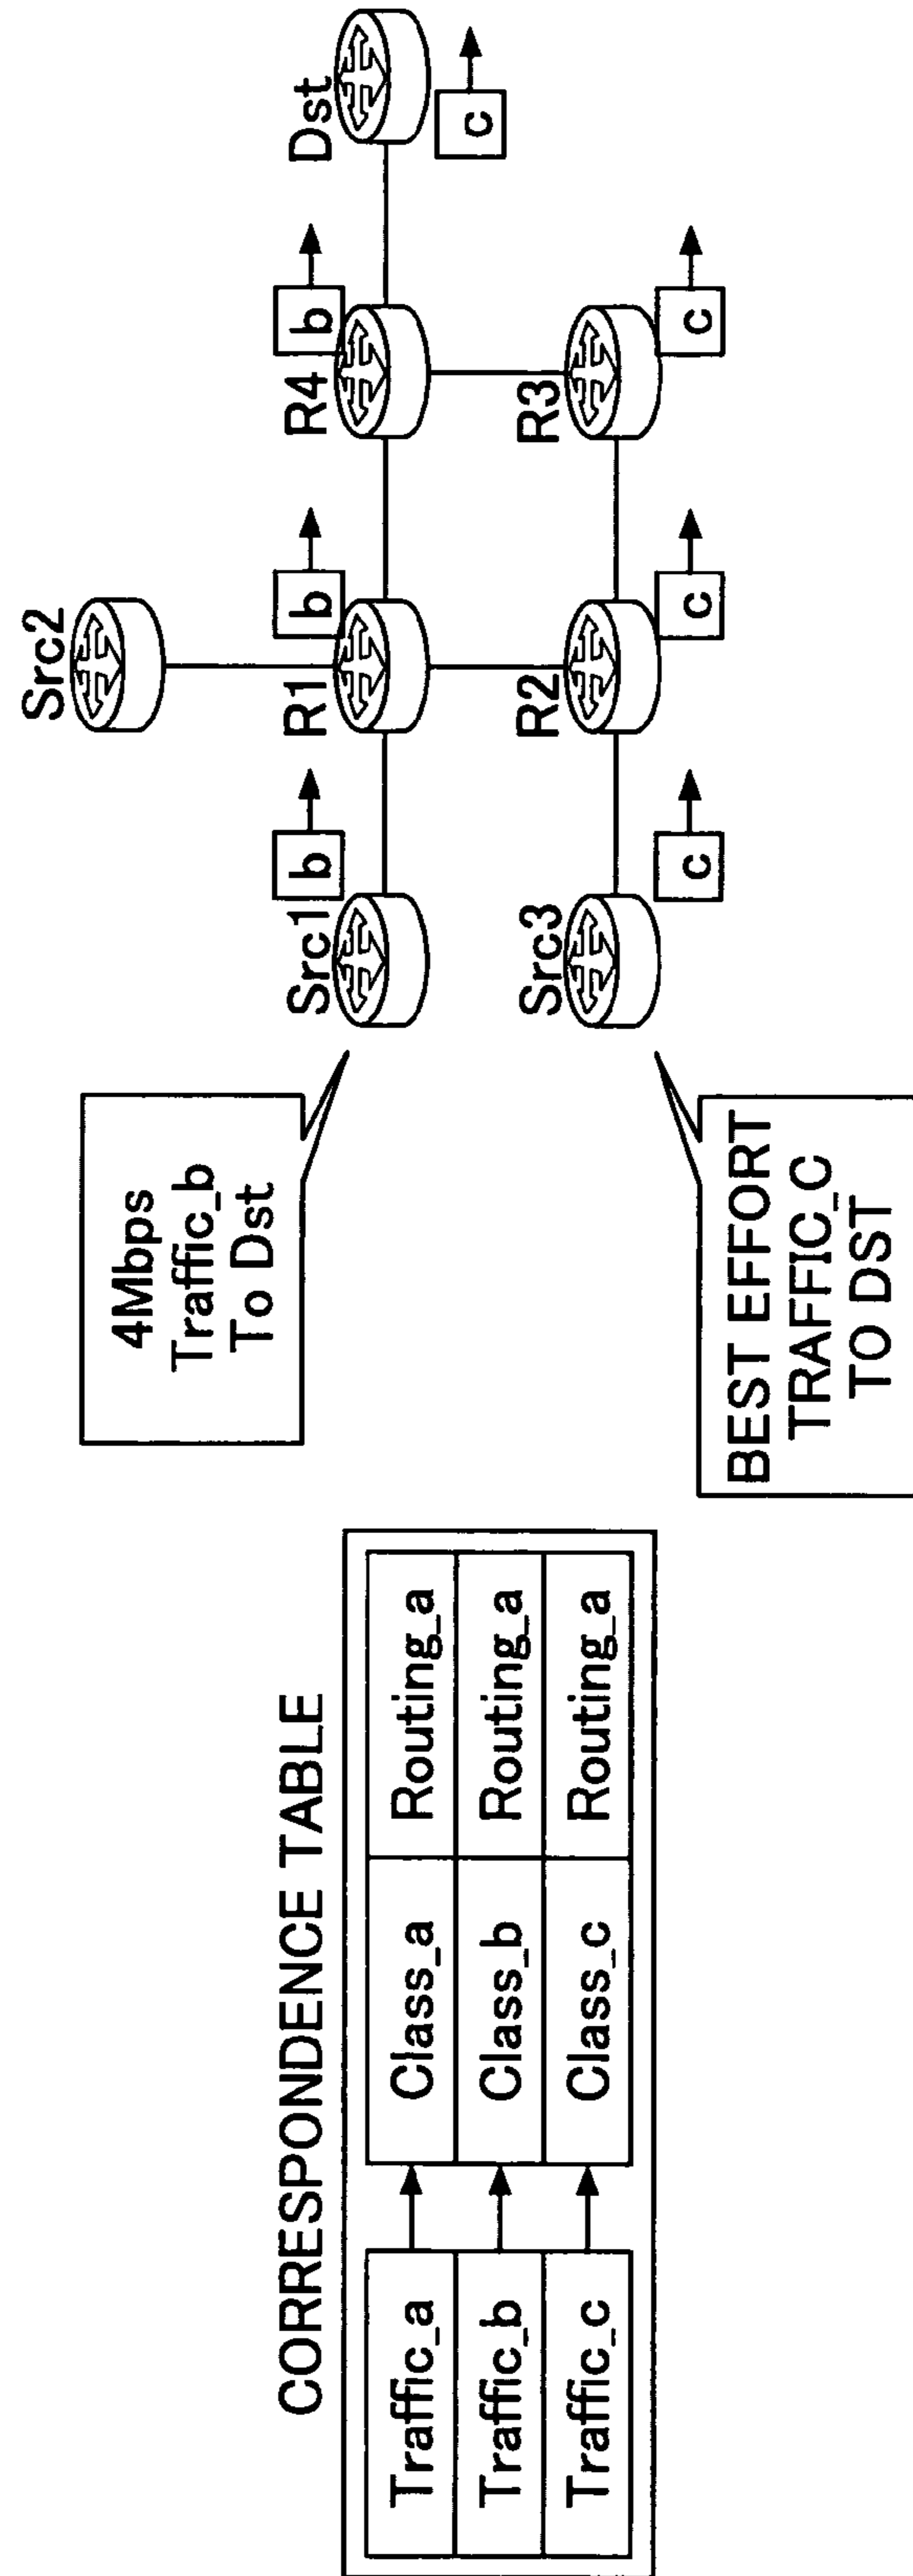 CORRESPONDENCE TABLE
Traffic_a
Class_a
Routing_a
Traffic_b
Class_b
Routing_a
Traffic_c
Class_c
Routing_a
4Mbps
Traffic_b
To Dst
BEST EFFORT
TRAFFIC_C
TO DST
Src2
Src1
b
R1
b
R4
b
Dst
c
Src3
c
R2
c
R3
c